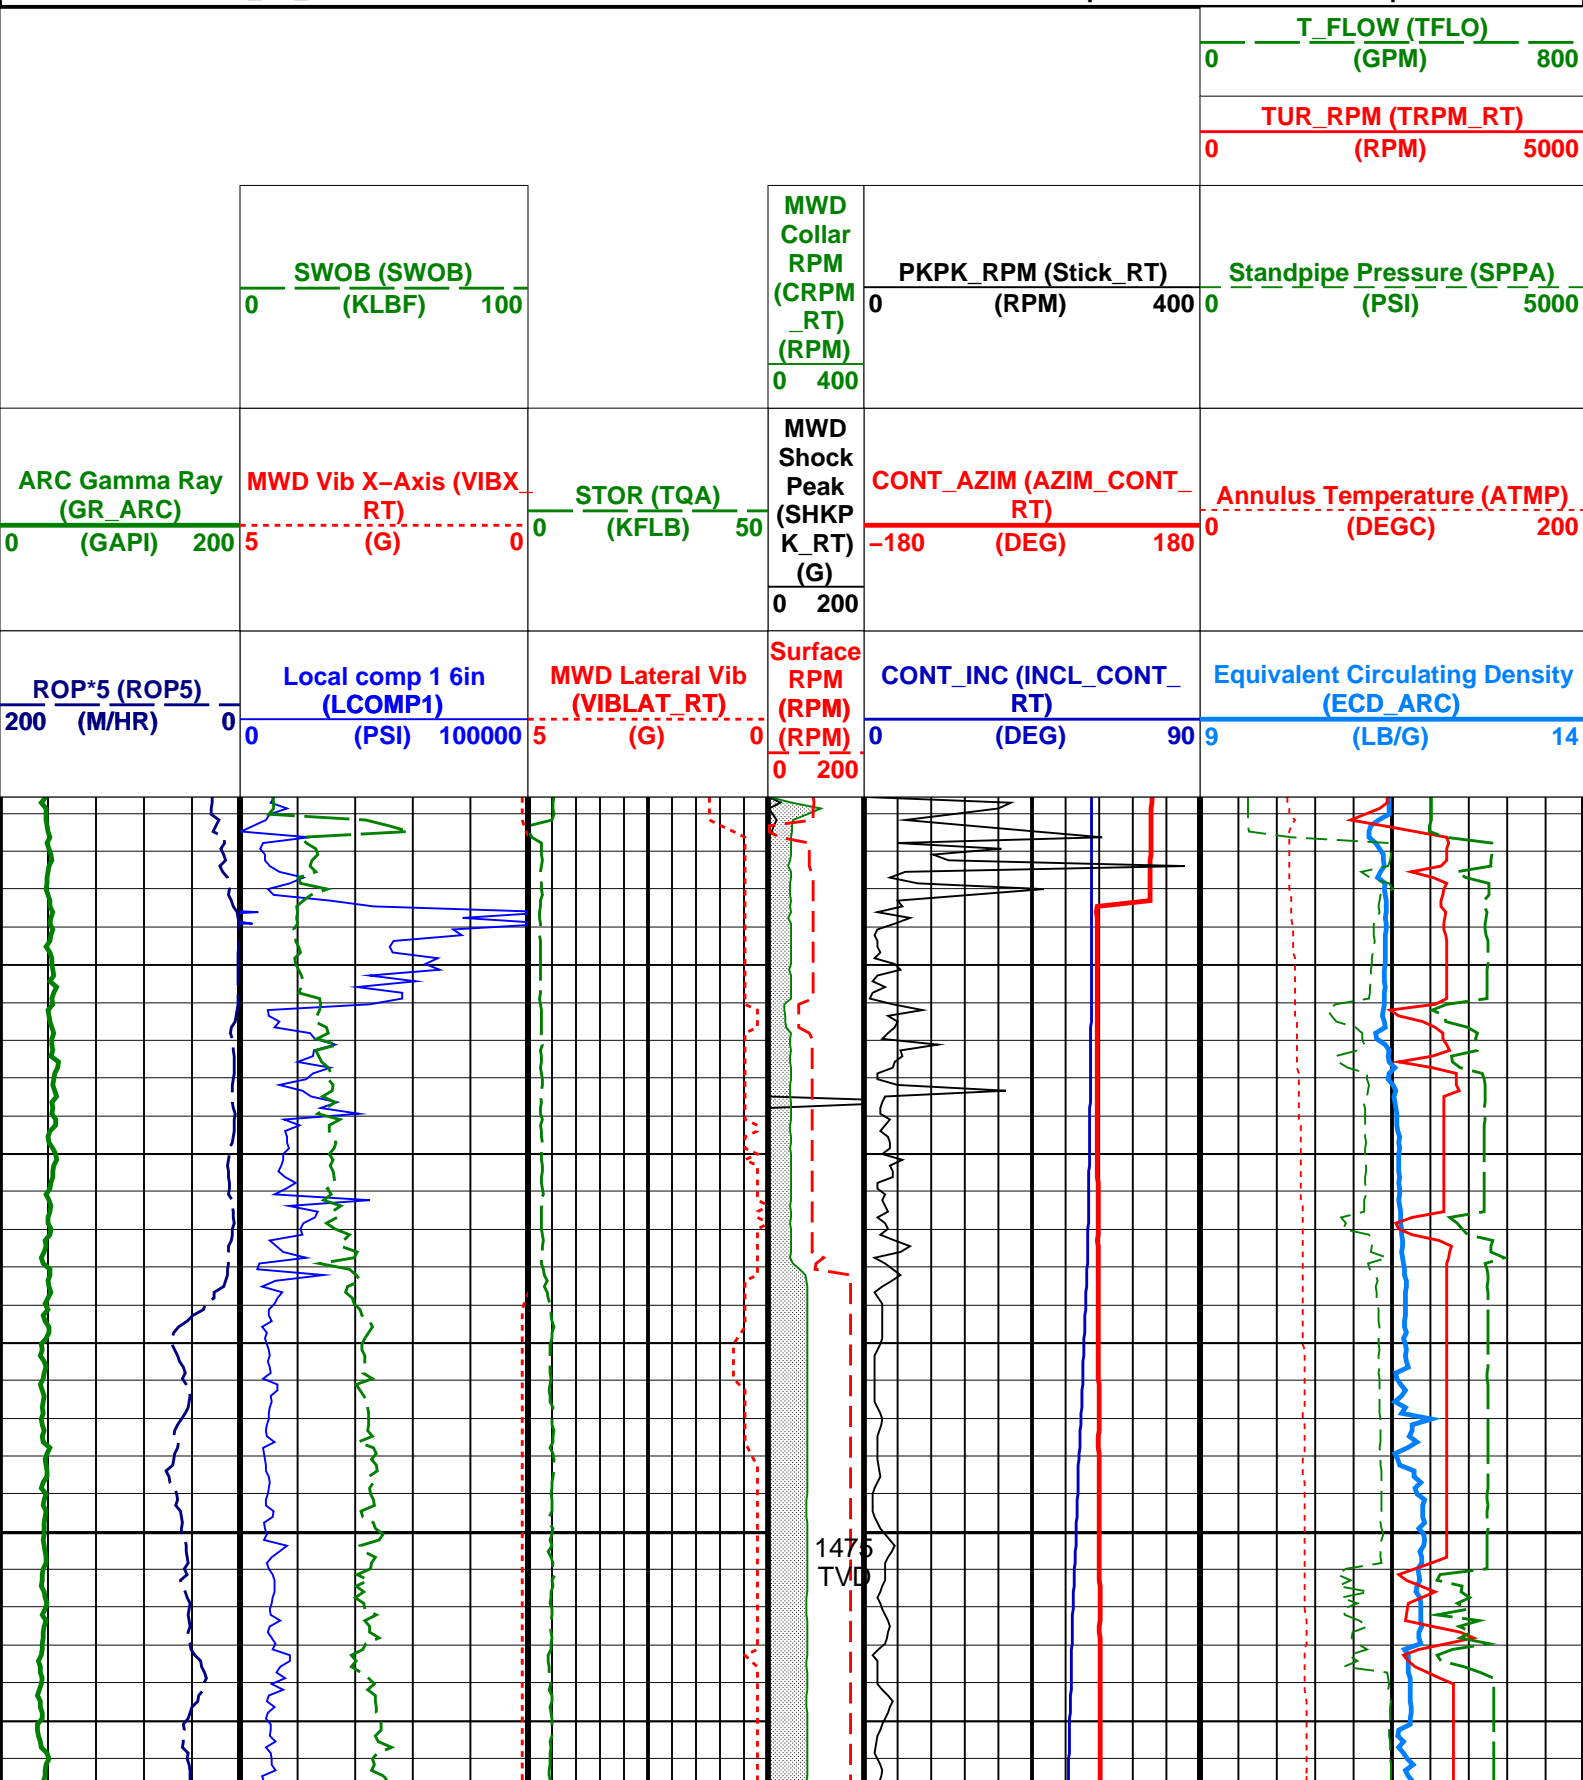 T_FLOW (TFLO)
0 (GPM) 800
TUR_RPM (TRPM_RT)
0 (RPM) 5000
SWOB (SWOB)
0 (KLBF) 100
MWD
Collar
RPM
(CRPM
_RT)
(RPM)
0 400
PKPK_RPM (Stick_RT)
0 (RPM) 400
Standpipe Pressure (SPPA)
0 (PSI) 5000
ARC Gamma Ray
(GR_ARC)
0 (GAPI) 200
MWD Vib X−Axis (VIBX_
RT)
5 (G) 0
STOR (TQA)
0 (KFLB) 50
MWD
Shock
Peak
(SHKP
K_RT)
(G)
0 200
CONT_AZIM (AZIM_CONT_
RT)
−180 (DEG) 180
Annulus Temperature (ATMP)
0 (DEGC) 200
ROP*5 (ROP5)
200 (M/HR) 0
Local comp 1 6in
(LCOMP1)
0 (PSI) 100000
MWD Lateral Vib
(VIBLAT_RT)
5 (G) 0
Surface
RPM
(RPM)
(RPM)
0 200
CONT_INC (INCL_CONT_
RT)
0 (DEG) 90
Equivalent Circulating Density
(ECD_ARC)
9 (LB/G) 14
1475
TVD